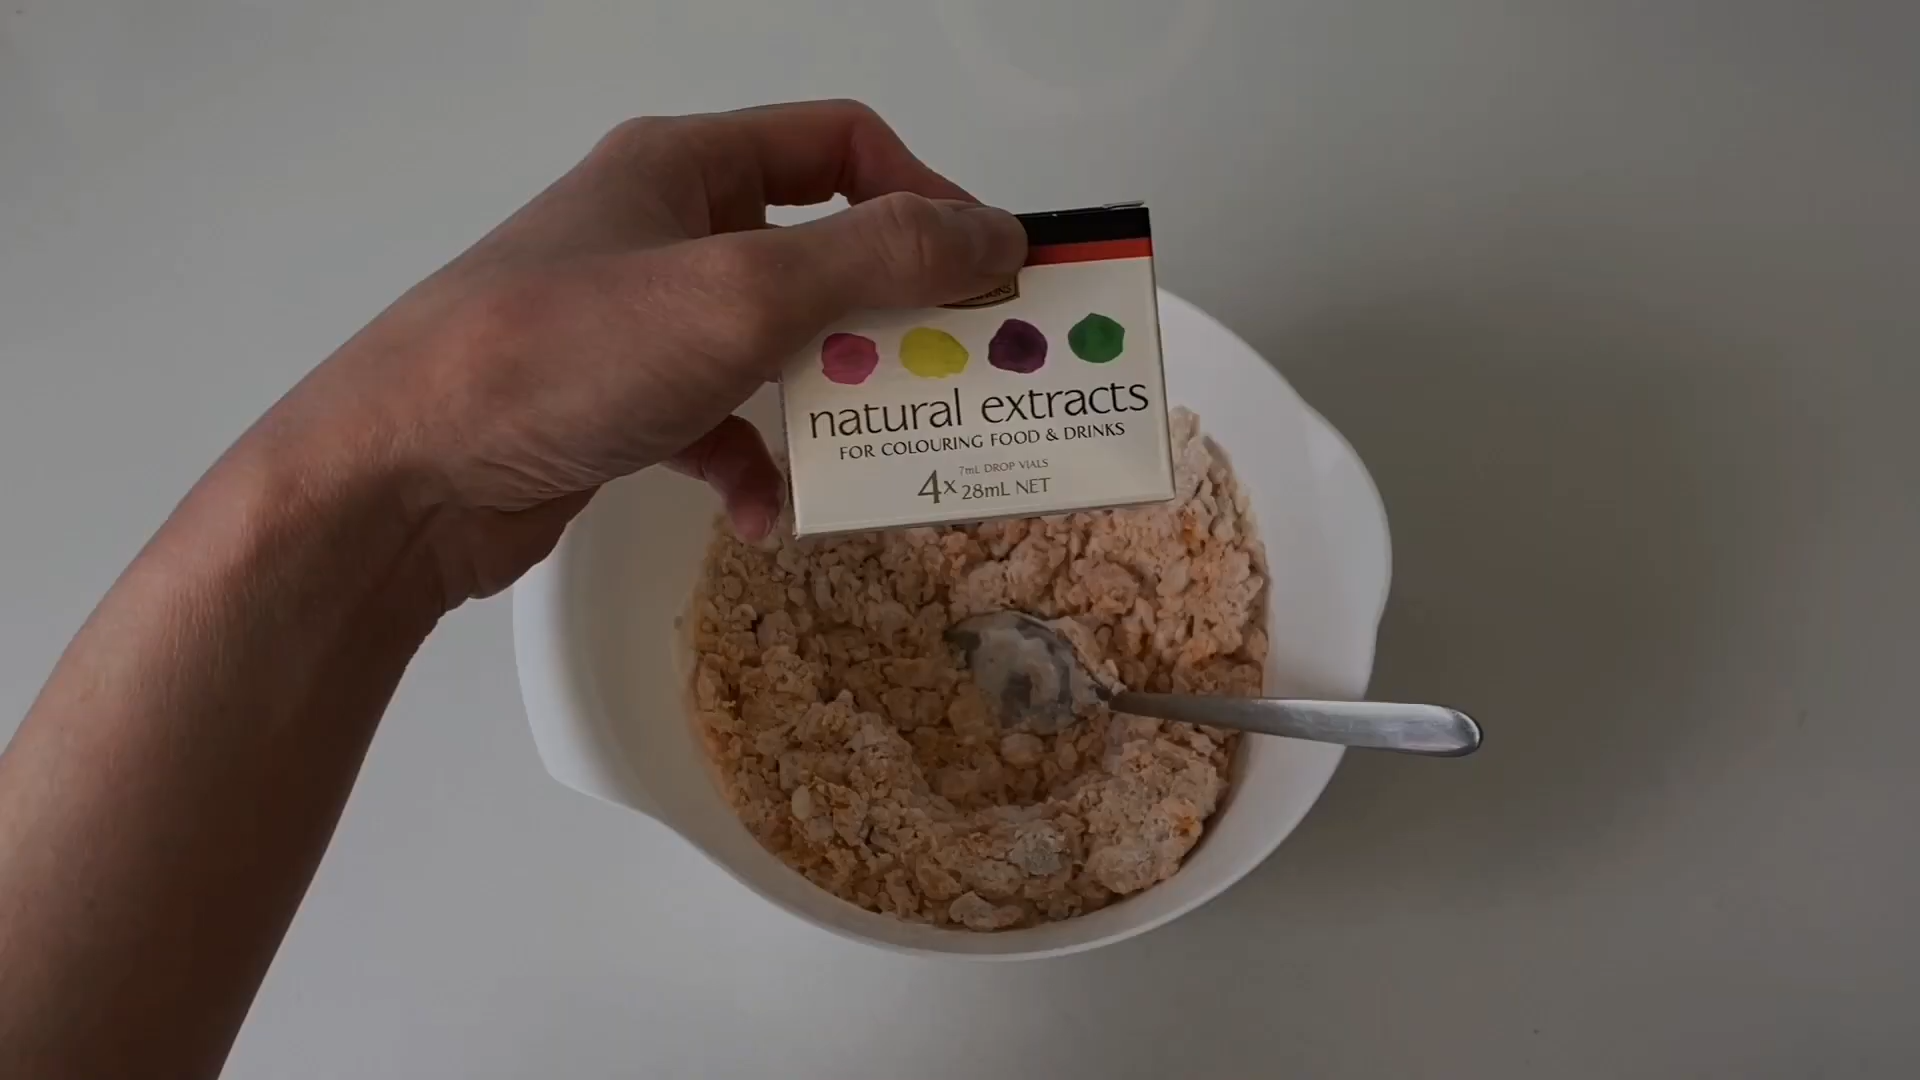 natural extracts
FOR COLOURING FOOD & DRINKS
7mL DROP VIALS
4x 28mL NET